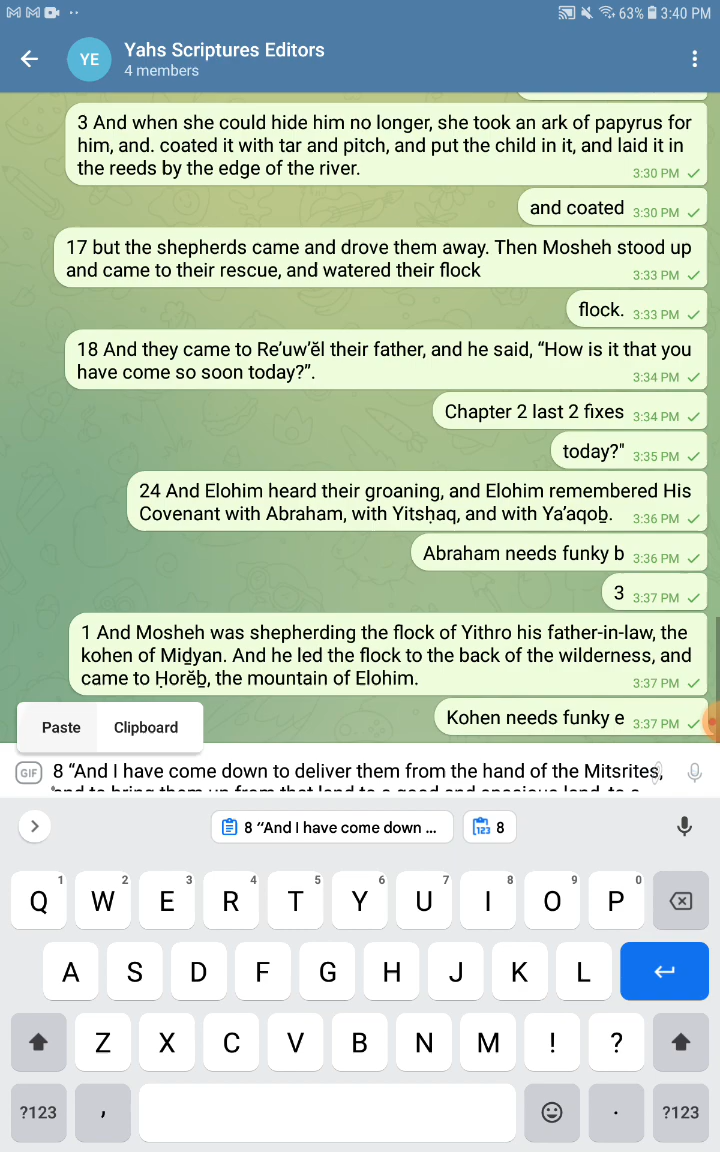 63% 3:40 PM
YE
Yahs Scriptures Editors
4 members
3 And when she could hide him no longer, she took an ark of papyrus for
him, and. coated it with tar and pitch, and put the child in it, and laid it in
the reeds by the edge of the river.
3:30 PM
and coated 3:30 PM
17 but the shepherds came and drove them away. Then Mosheh stood up
and came to their rescue, and watered their flock
3:33 PM
flock. 3:33 PM
18 And they came to Re’uw’ĕl their father, and he said, “How is it that you
have come so soon today?”.
3:34 PM
Chapter 2 last 2 fixes 3:34 PM
today?" 3:35 PM
24 And Elohim heard their groaning, and Elohim remembered His
Covenant with Abraham, with Yitsḥaq, and with Ya’aqoḇ. 3:36 PM
Abraham needs funky b 3:36 PM
3 3:37 PM
1 And Mosheh was shepherding the flock of Yithro his father-in-law, the
kohen of Miḏyan. And he led the flock to the back of the wilderness, and
came to Ḥorĕḇ, the mountain of Elohim.
3:37 PM
Kohen needs funky e 3:37 PM
Paste Clipboard
GIF
8 “And I have come down to deliver them from the hand of the Mitsrites,
8 “And I have come down ... 123 8
Q 1 W 2 E 3 R 4 T 5 Y 6 U 7 I 8 O 9 P 0
A S D F G H J K L
Z X C V B N M ! ?
?123 , . ?123